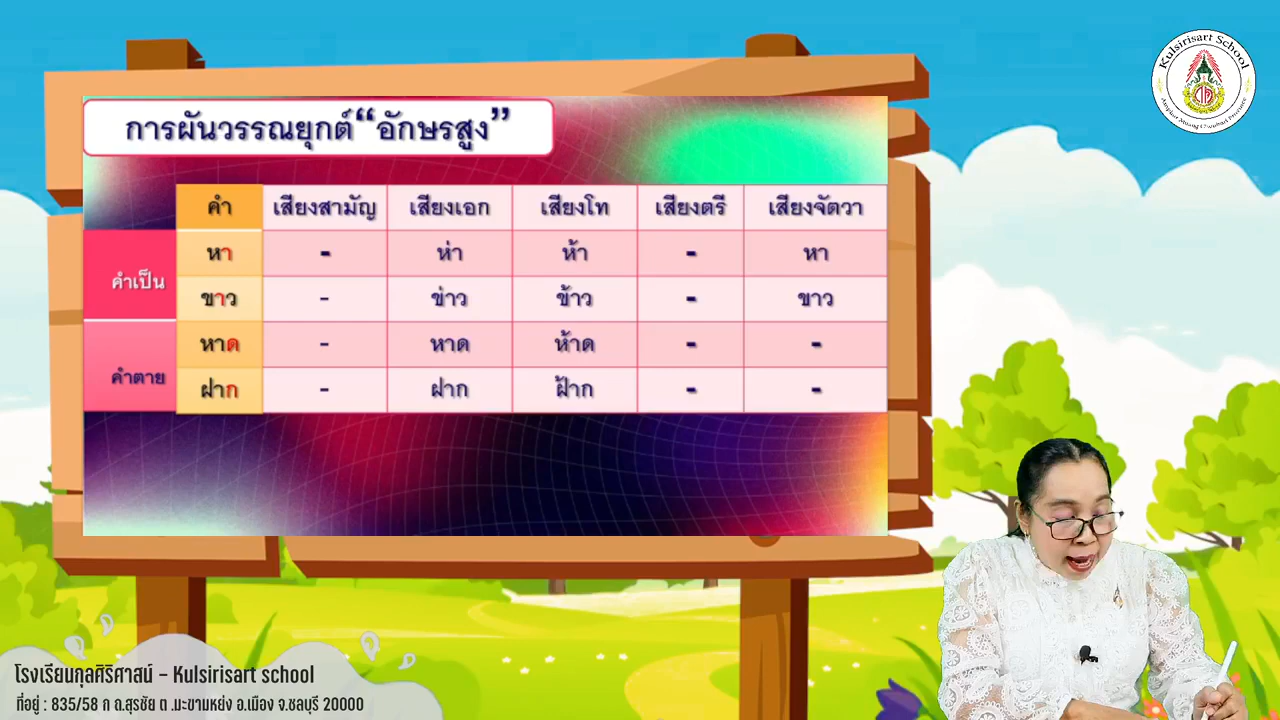 การผันวรรณยุกต์“อักษรสูง”
คำ เสียงสามัญ เสียงเอก เสียงโท เสียงตรี เสียงจัตวา
คำเป็น
หา - ห่า ห้า - หา
ขาว - ข่าว ข้าว - ขาว
คำตาย
หาด - หาด ห้าด - -
ฝาก - ฝาก ฝ้าก - -
Kulsirisart School
โรงเรียนกุลศิริศาสน์ - Kulsirisart school
ที่อยู่ : 835/58 ก ถ.สุรชัย ต .มะขามหย่ง อ.เมือง จ.ชลบุรี 20000